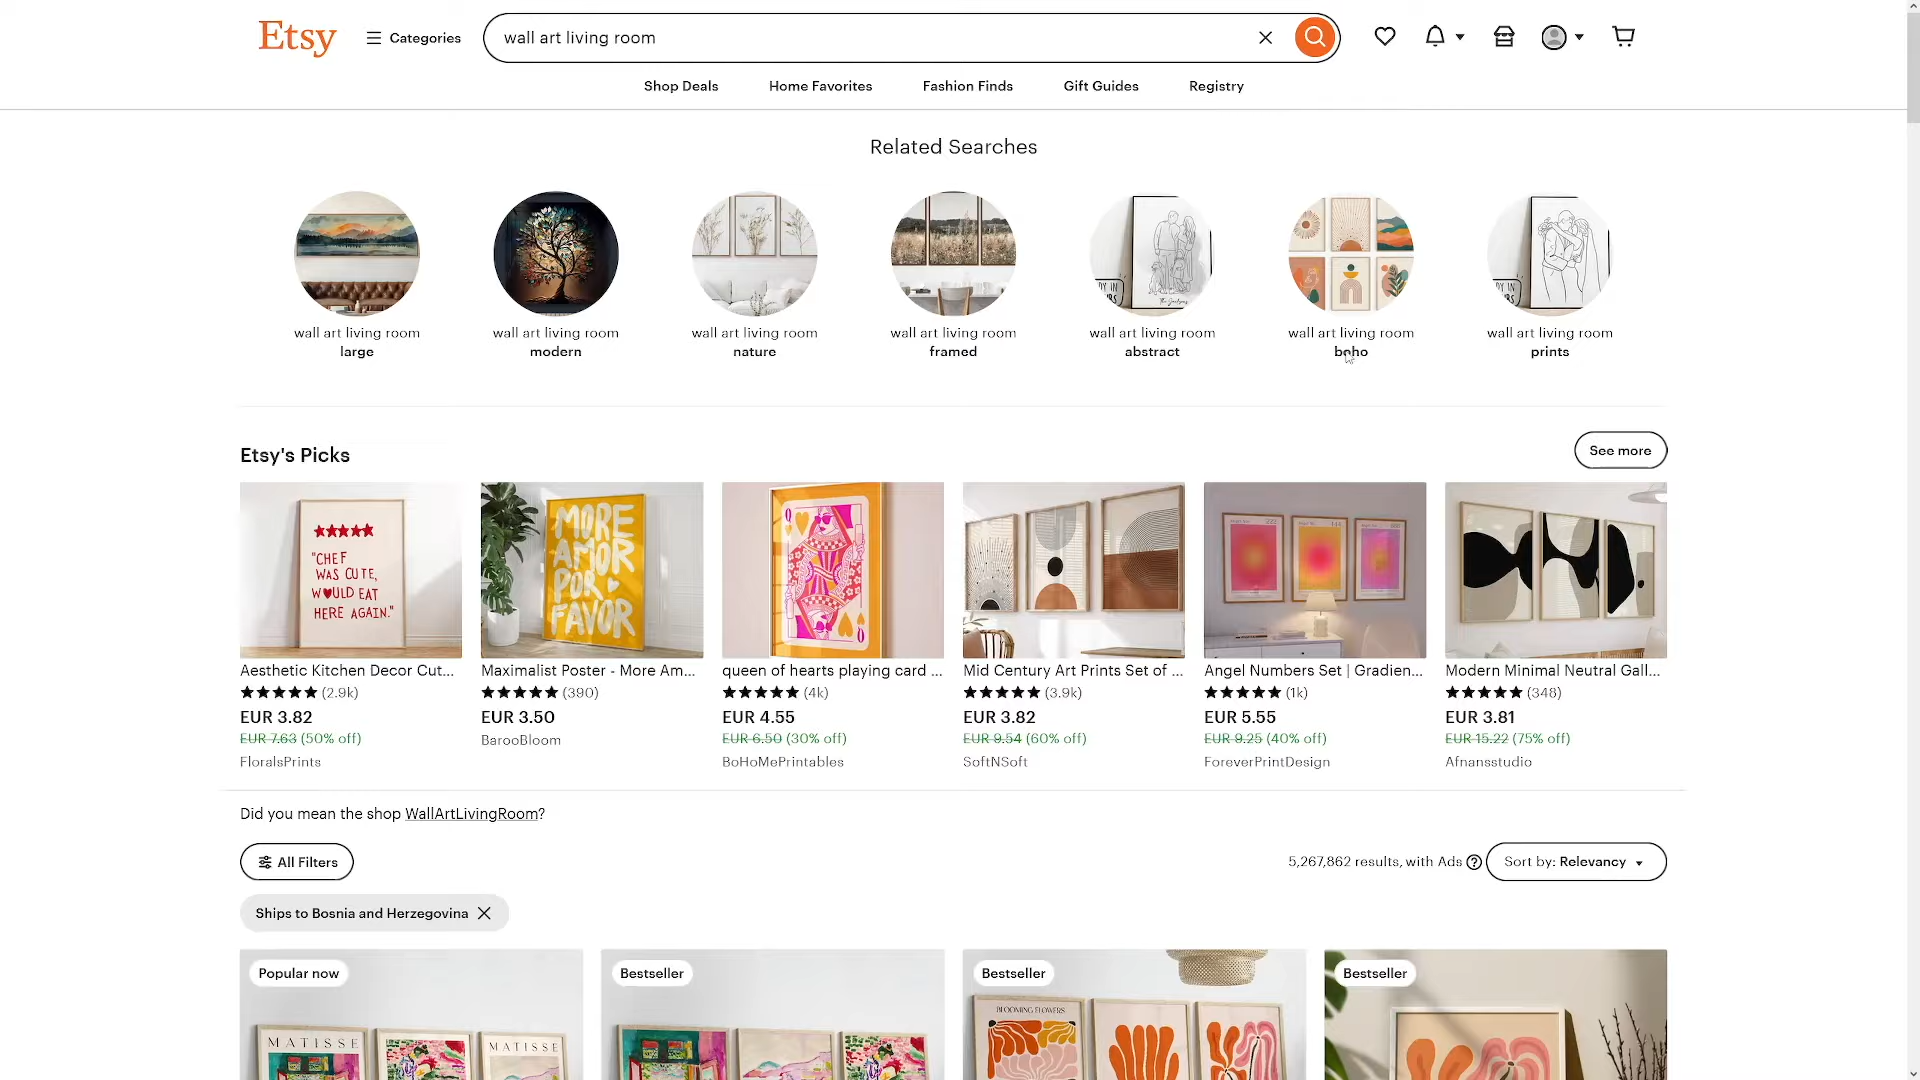 Etsy
Categories
wall art living room
Shop Deals
Home Favorites
Fashion Finds
Gift Guides
Registry
Related Searches
wall art living room
large
wall art living room
modern
wall art living room
nature
wall art living room
framed
wall art living room
abstract
wall art living room
boho
wall art living room
prints
Etsy's Picks
See more
"CHEF
WAS CUTE,
WOULD EAT
HERE AGAIN."
Aesthetic Kitchen Decor Cut...
(2.9k)
EUR 3.82
EUR 7.63 (50% off)
FloralsPrints
MORE
AMOR
POR
FAVOR
Maximalist Poster - More Am...
(390)
EUR 3.50
BarooBloom
Q
Q
queen of hearts playing card ...
(4k)
EUR 4.55
EUR 6.50 (30% off)
BoHoMePrintables
Mid Century Art Prints Set of ...
(3.9k)
EUR 3.82
EUR 9.54 (60% off)
SoftNSoft
Angel Numbers Set | Gradien...
(1k)
EUR 5.55
EUR 9.25 (40% off)
ForeverPrintDesign
Modern Minimal Neutral Gall...
(348)
EUR 3.81
EUR 15.22 (75% off)
Afnansstudio
Did you mean the shop WallArtLivingRoom?
All Filters
5,267,862 results, with Ads ?
Sort by: Relevancy
Ships to Bosnia and Herzegovina
Popular now
MATISSE
MATISSE
Bestseller
Bestseller
BLOOMING FLOWERS
Bestseller